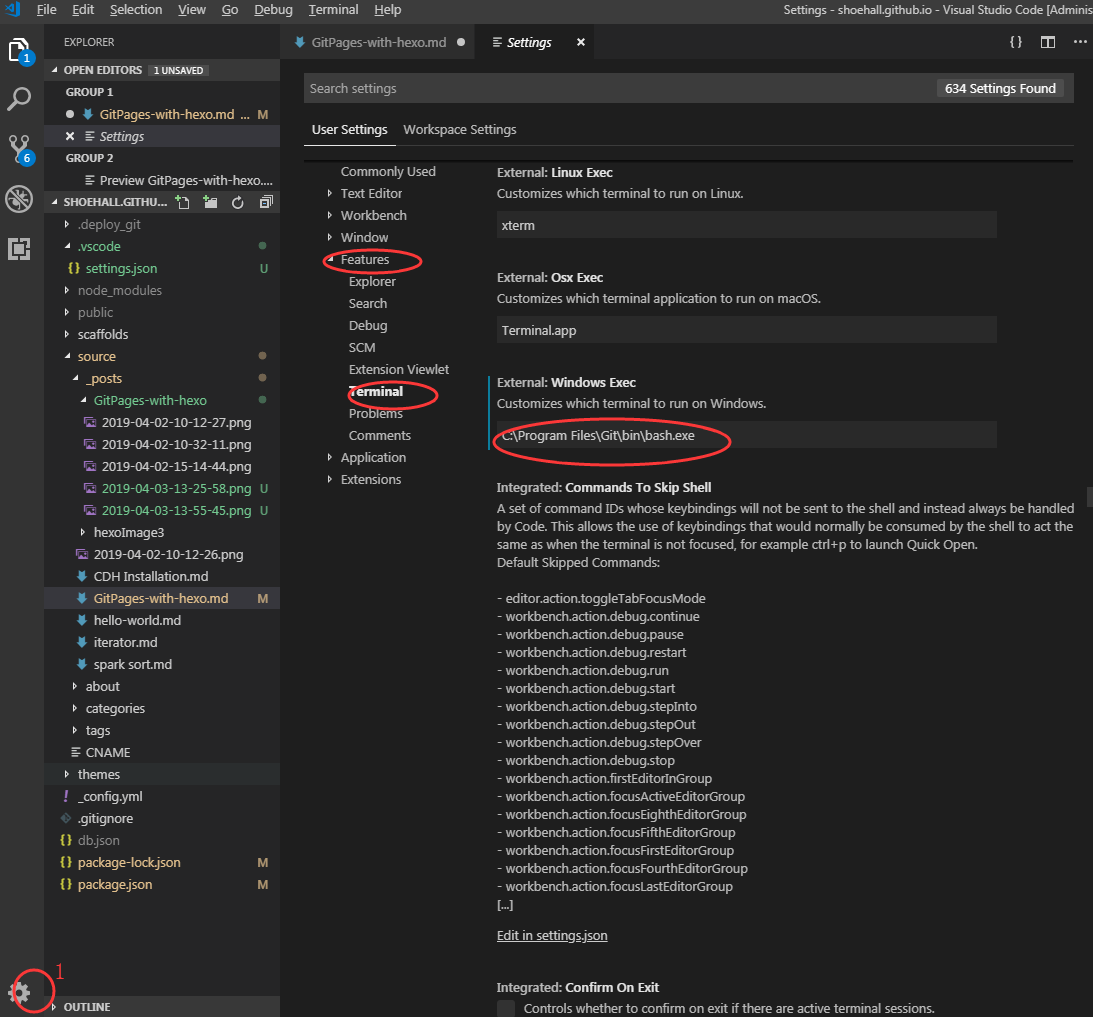 File Edit Selection View Go Debug Terminal Help
Settings - shoehall.github.io - Visual Studio Code [Adminis
EXPLORER
OPEN EDITORS 1 UNSAVED
GROUP 1
GitPages-with-hexo.md ... M
Settings
GROUP 2
Preview GitPages-with-hexo....
SHOEHALL.GITHU...
.deploy_git
.vscode
{} settings.json U
node_modules
public
scaffolds
source
_posts
GitPages-with-hexo
2019-04-02-10-12-27.png
2019-04-02-10-32-11.png
2019-04-02-15-14-44.png
2019-04-03-13-25-58.png U
2019-04-03-13-55-45.png U
hexoImage3
2019-04-02-10-12-26.png
CDH Installation.md
GitPages-with-hexo.md M
hello-world.md
iterator.md
spark sort.md
about
categories
tags
CNAME
themes
! _config.yml
.gitignore
{} db.json
{} package-lock.json M
{} package.json M
OUTLINE
1
6
1
GitPages-with-hexo.md
Settings
{}
Search settings
634 Settings Found
User Settings Workspace Settings
Commonly Used
Text Editor
Workbench
Window
Features
Explorer
Search
Debug
SCM
Extension Viewlet
Terminal
Problems
Comments
Application
Extensions
External: Linux Exec
Customizes which terminal to run on Linux.
xterm
External: Osx Exec
Customizes which terminal application to run on macOS.
Terminal.app
External: Windows Exec
Customizes which terminal to run on Windows.
C:\Program Files\Git\bin\bash.exe
Integrated: Commands To Skip Shell
A set of command IDs whose keybindings will not be sent to the shell and instead always be handled
by Code. This allows the use of keybindings that would normally be consumed by the shell to act the
same as when the terminal is not focused, for example ctrl+p to launch Quick Open.
Default Skipped Commands:
- editor.action.toggleTabFocusMode
- workbench.action.debug.continue
- workbench.action.debug.pause
- workbench.action.debug.restart
- workbench.action.debug.run
- workbench.action.debug.start
- workbench.action.debug.stepInto
- workbench.action.debug.stepOut
- workbench.action.debug.stepOver
- workbench.action.debug.stop
- workbench.action.firstEditorInGroup
- workbench.action.focusActiveEditorGroup
- workbench.action.focusEighthEditorGroup
- workbench.action.focusFifthEditorGroup
- workbench.action.focusFirstEditorGroup
- workbench.action.focusFourthEditorGroup
- workbench.action.focusLastEditorGroup
[...]
Edit in settings.json
Integrated: Confirm On Exit
Controls whether to confirm on exit if there are active terminal sessions.